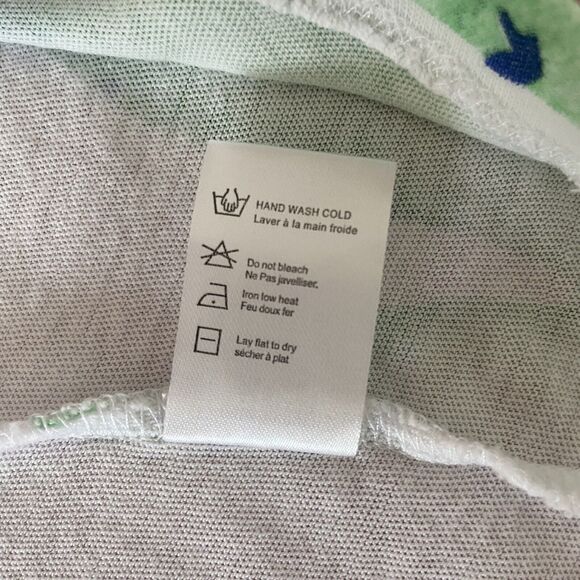 HAND WASH COLD
Laver à la main froide
Do not bleach
Ne Pas javelliser.
Iron low heat
Feu doux fer
Lay flat to dry
sécher à plat